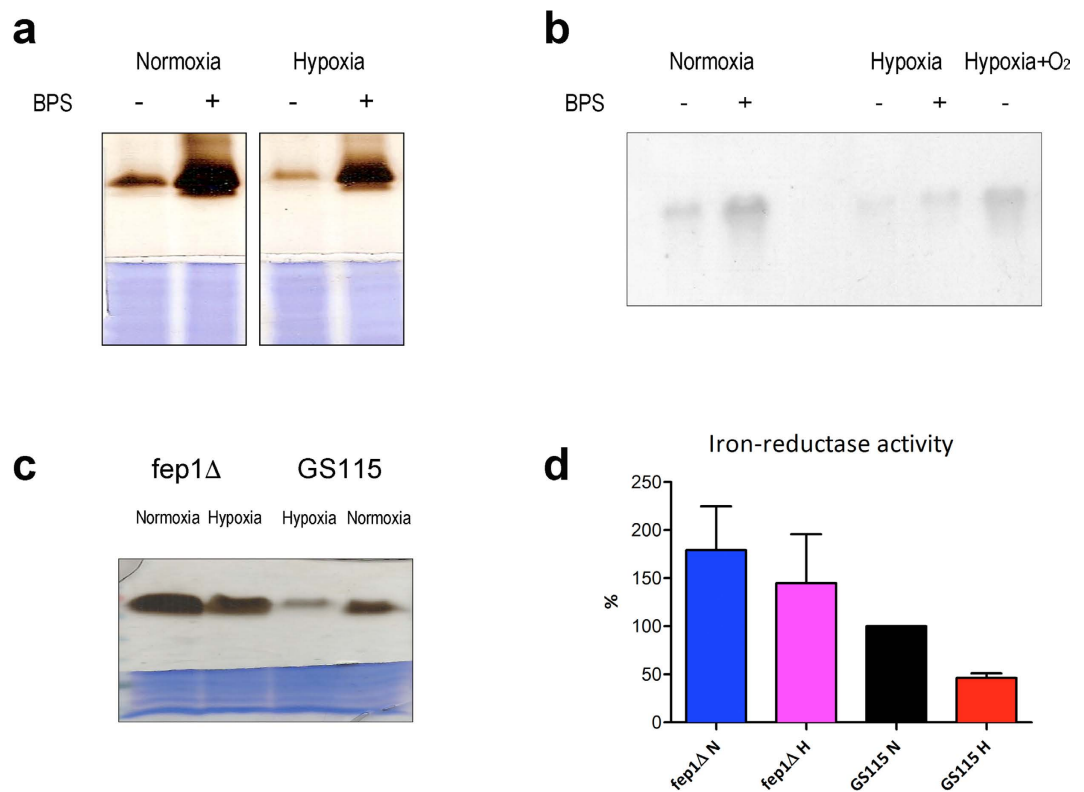 a
Normoxia Hypoxia
BPS - + - +
b
Normoxia Hypoxia Hypoxia+O₂
BPS - + - + -
c
fep1Δ GS115
Normoxia Hypoxia Hypoxia Normoxia
d
Iron-reductase activity
%
250
200
150
100
50
0
fep1Δ N
fep1Δ H
GS115 N
GS115 H